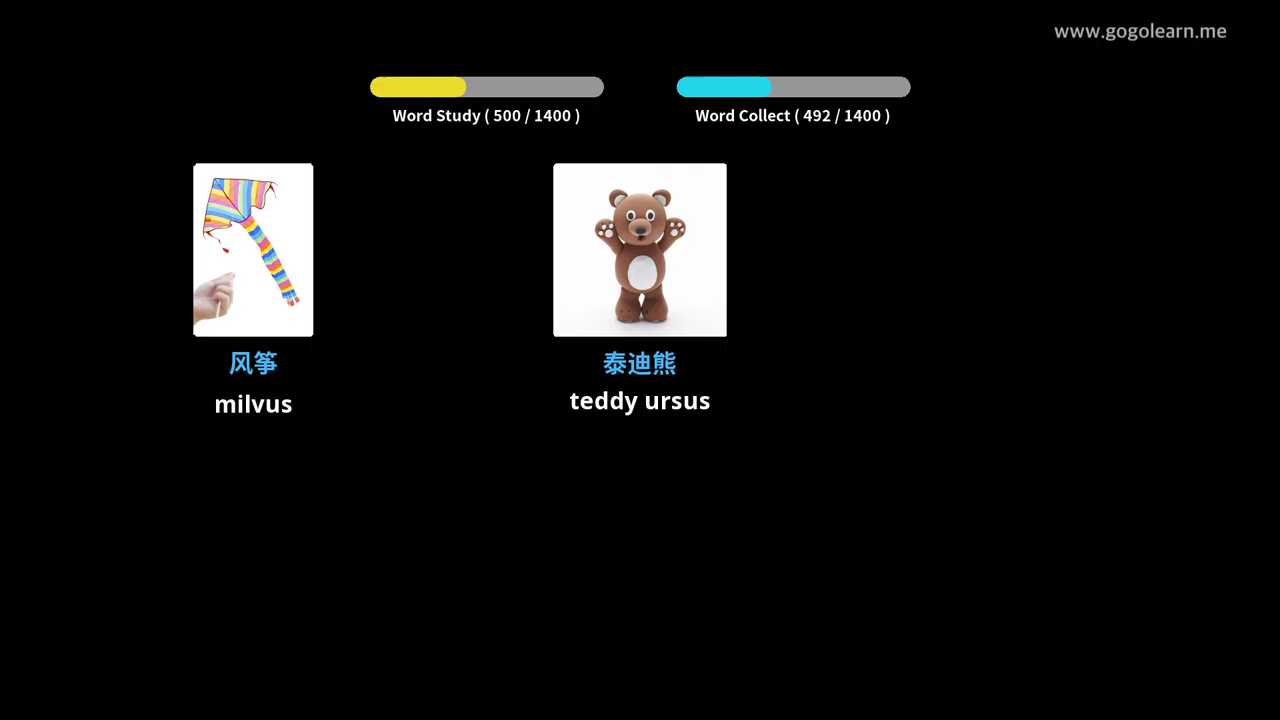 www.gogolearn.me
Word Study ( 500 / 1400 )
Word Collect ( 492 / 1400 )
风筝
milvus
泰迪熊
teddy ursus